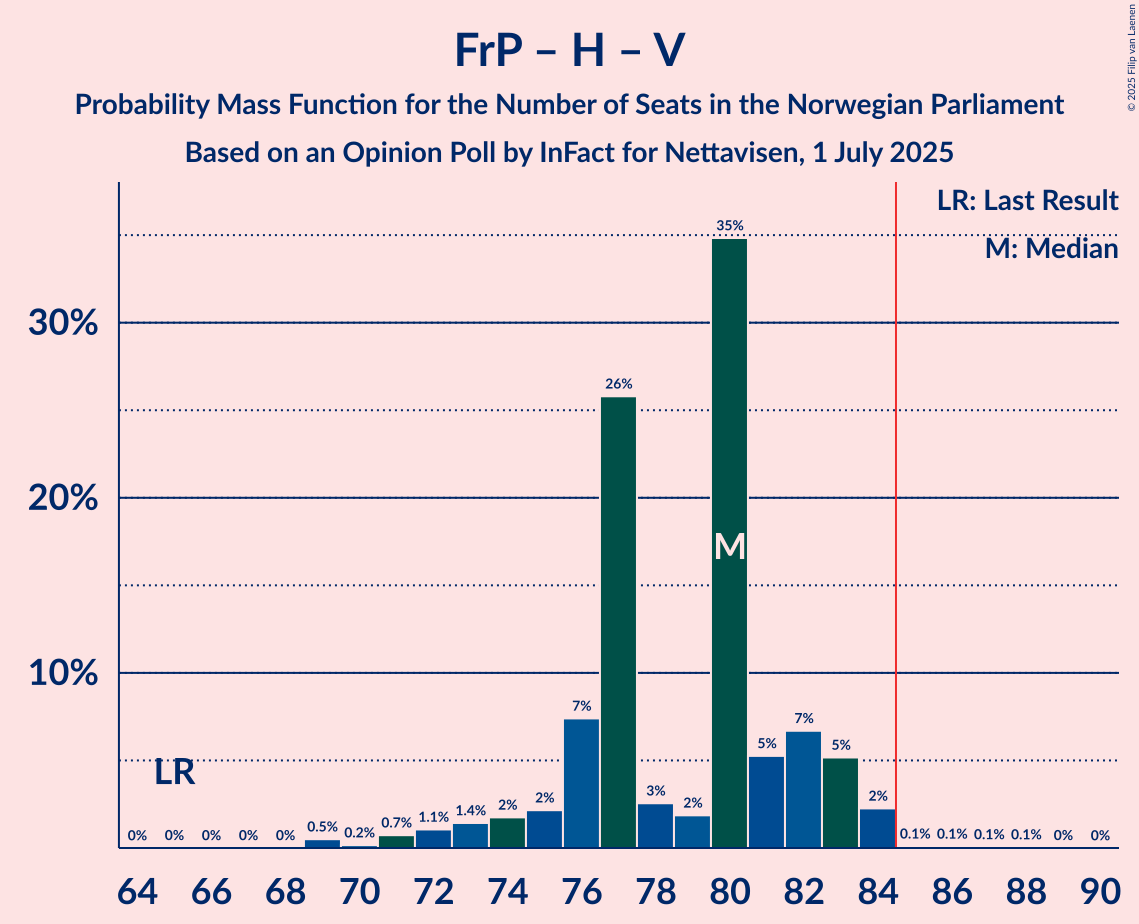 FrP – H – V
Probability Mass Function for the Number of Seats in the Norwegian Parliament
Based on an Opinion Poll by InFact for Nettavisen, 1 July 2025
© 2025 Filip van Laenen
LR: Last Result
M: Median
30%
20%
10%
35%
26%
M
7%
7%
5%
5%
LR
3%
2%
2%
2%
2%
0% 0% 0% 0% 0% 0.5% 0.2% 0.7% 1.1% 1.4% 0.1% 0.1% 0.1% 0.1% 0% 0%
64 66 68 70 72 74 76 78 80 82 84 86 88 90